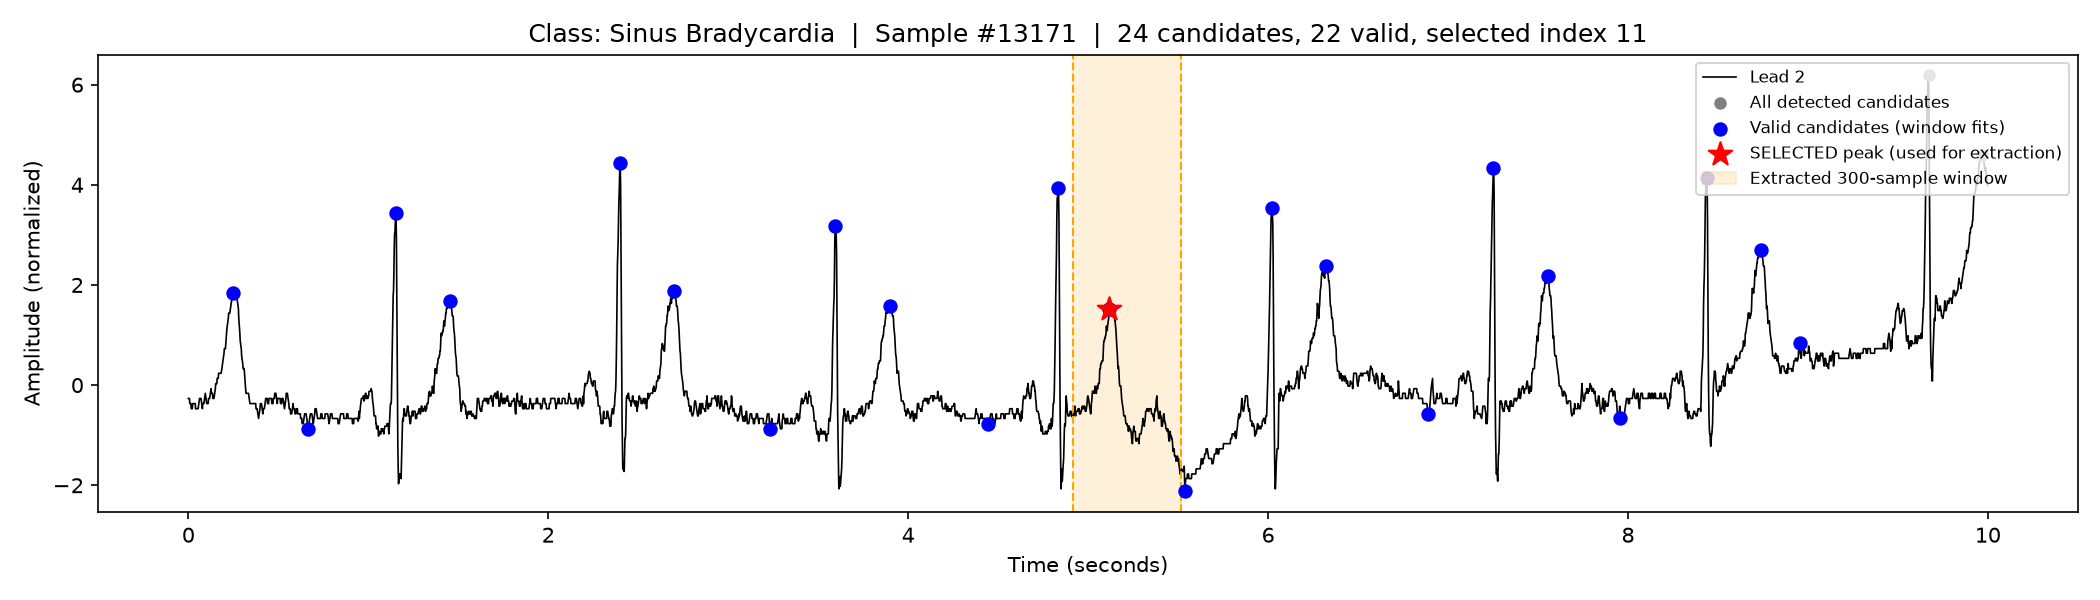 Class: Sinus Bradycardia | Sample #13171 | 24 candidates, 22 valid, selected index 11
Amplitude (normalized)
6
4
2
0
−2
Lead 2
All detected candidates
Valid candidates (window fits)
SELECTED peak (used for extraction)
Extracted 300-sample window
0 2 4 6 8 10
Time (seconds)